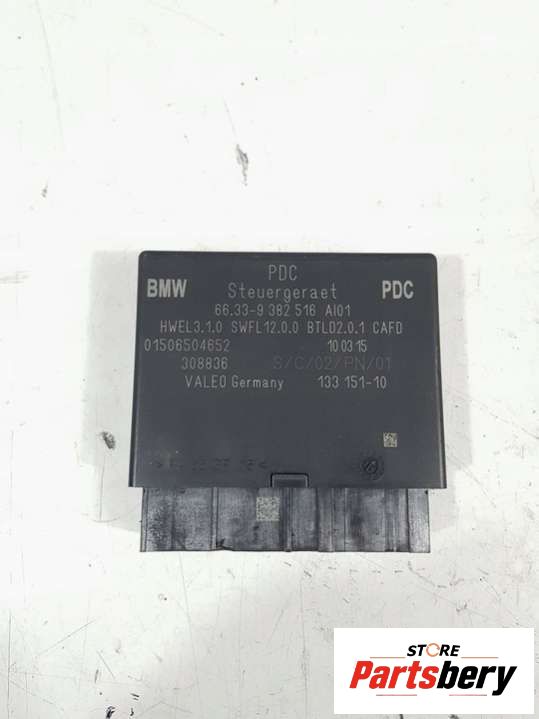 PDC
BMW Steuergeraet PDC
66.33-9 382 516 AI01
HWEL3.1.0 SWFL12.0.0 BTLD2.0.1 CAFD
01506504652 10 03 15
308836 S/C/02/PN/01
VALEO Germany 133 151-10
STORE
Partsbery